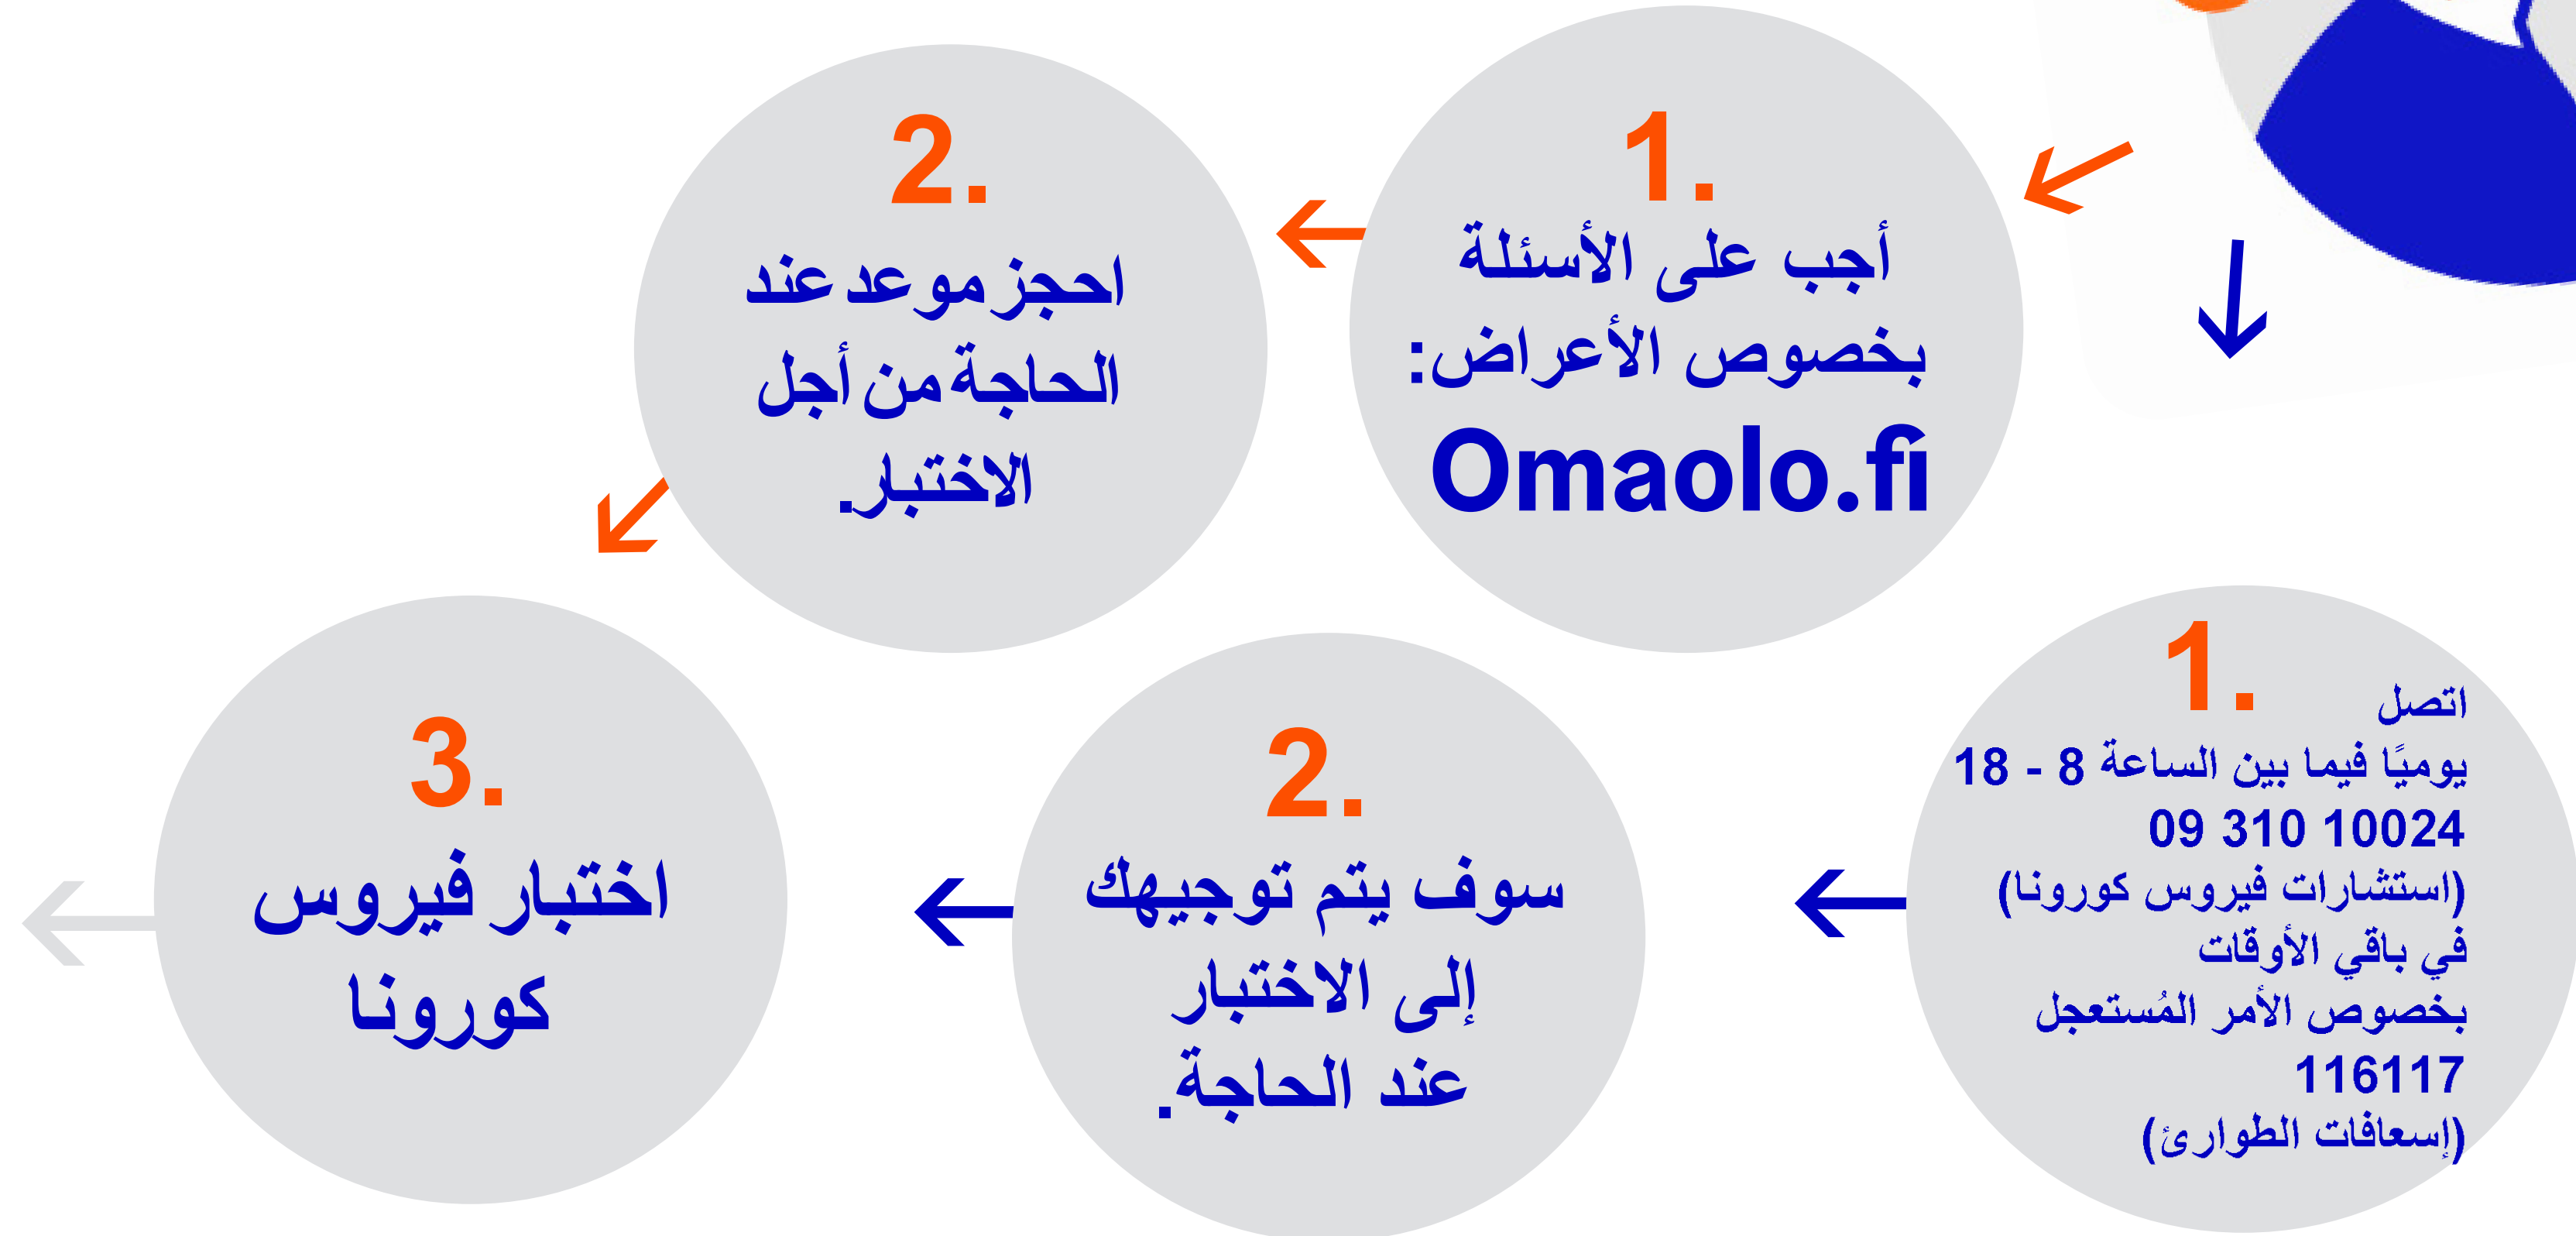 1.
أجب على الأسئلة
بخصوص الأعراض:
Omaolo.fi
2.
احجز موعد عند
الحاجة من أجل
الاختبار.
1.
اتصل
يوميًا فيما بين الساعة 8 - 18
09 310 10024
(استشارات فيروس كورونا)
في باقي الأوقات
بخصوص الأمر المُستعجل
116117
(إسعافات الطوارئ)
2.
سوف يتم توجيهك
إلى الاختبار
عند الحاجة.
3.
اختبار فيروس
كورونا